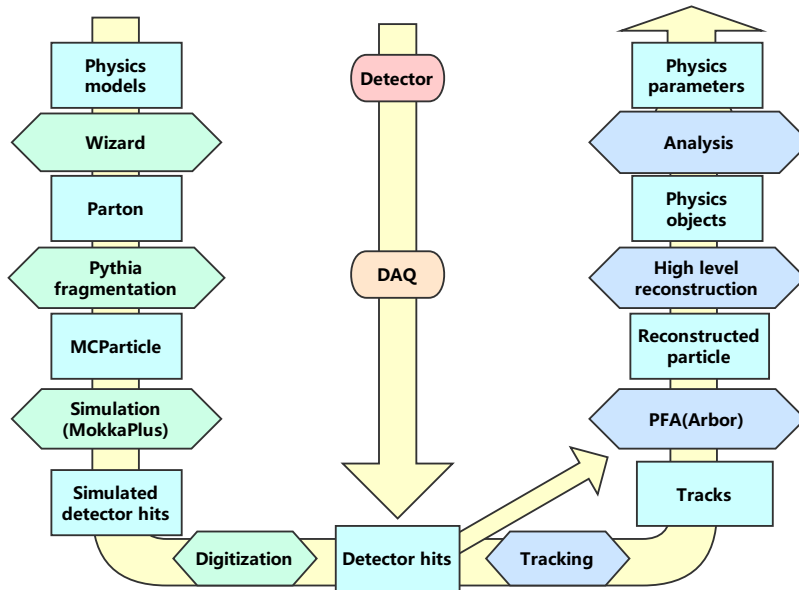 Physics
models
Wizard
Parton
Pythia
fragmentation
MCParticle
Simulation
(MokkaPlus)
Simulated
detector hits
Digitization
Detector
DAQ
Detector hits
Tracking
Tracks
PFA(Arbor)
Reconstructed
particle
High level
reconstruction
Physics
objects
Analysis
Physics
parameters